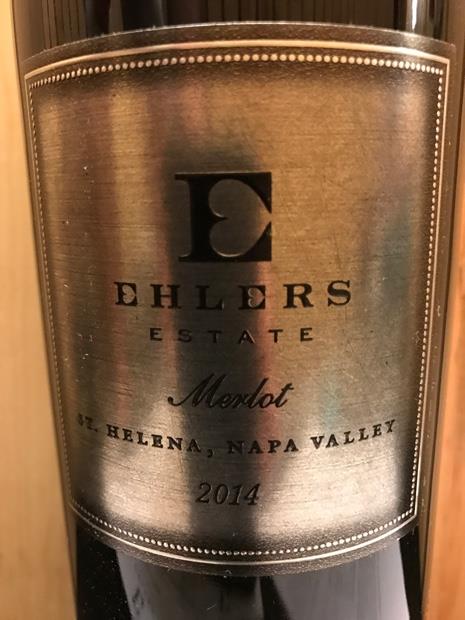 E
EHLERS
ESTATE
Merlot
ST. HELENA, NAPA VALLEY
2014